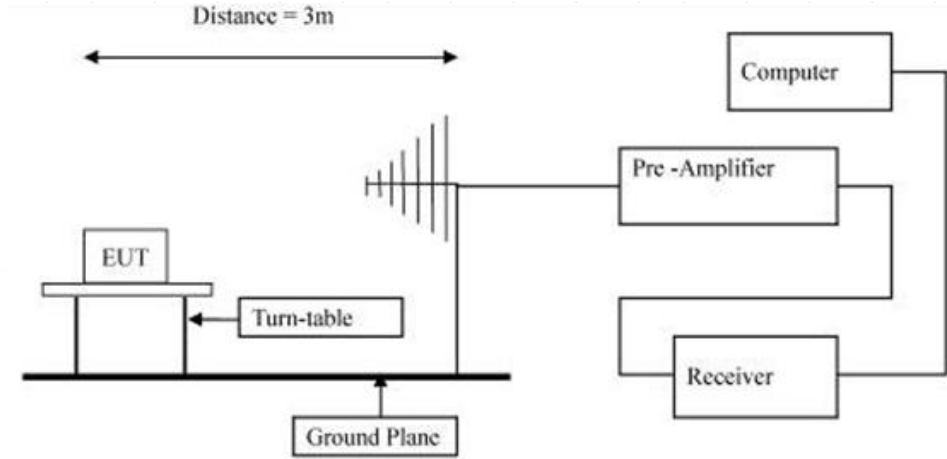 Distance = 3m
Computer
Pre -Amplifier
EUT
Turn-table
Receiver
Ground Plane